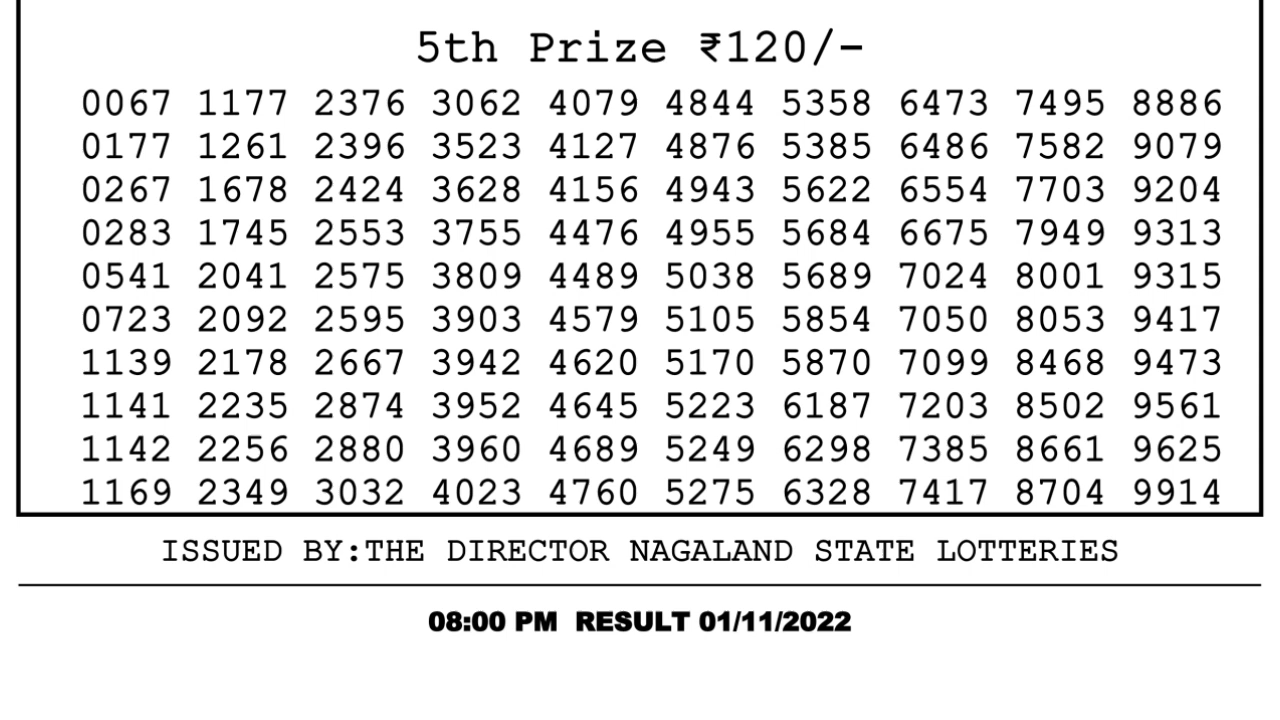 5th Prize ₹120/-
0067 1177 2376 3062 4079 4844 5358 6473 7495 8886
0177 1261 2396 3523 4127 4876 5385 6486 7582 9079
0267 1678 2424 3628 4156 4943 5622 6554 7703 9204
0283 1745 2553 3755 4476 4955 5684 6675 7949 9313
0541 2041 2575 3809 4489 5038 5689 7024 8001 9315
0723 2092 2595 3903 4579 5105 5854 7050 8053 9417
1139 2178 2667 3942 4620 5170 5870 7099 8468 9473
1141 2235 2874 3952 4645 5223 6187 7203 8502 9561
1142 2256 2880 3960 4689 5249 6298 7385 8661 9625
1169 2349 3032 4023 4760 5275 6328 7417 8704 9914
ISSUED BY:THE DIRECTOR NAGALAND STATE LOTTERIES
08:00 PM RESULT 01/11/2022